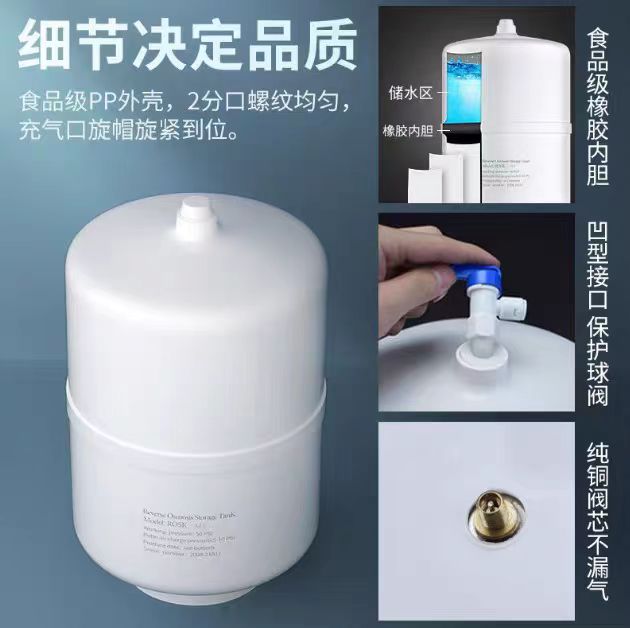 细节决定品质
食品级PP外壳，2分口螺纹均匀，
充气口旋帽旋紧到位。
储水区
橡胶内胆
食品级橡胶内胆
凹型接口 保护球阀
纯铜阀芯不漏气
Reverse Osmosis Storage Tank
Model: RO5K